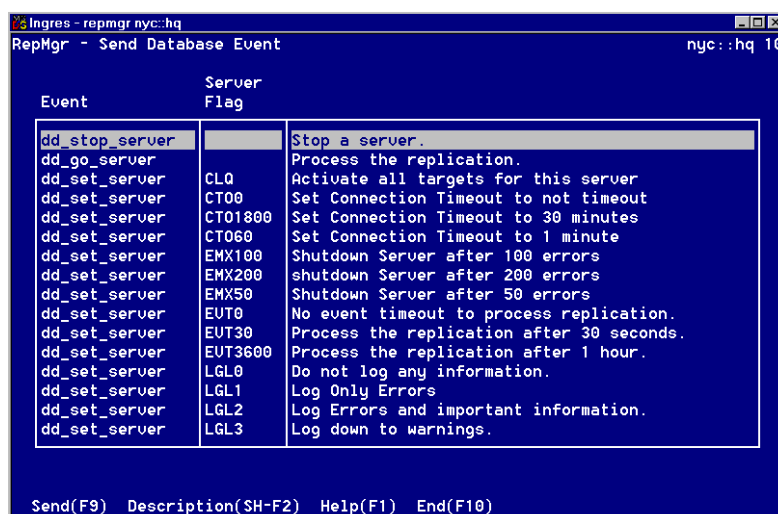 Ingres - repmgr nyc::hq
RepMgr - Send Database Event nyc::hq 10
Server
Event Flag
dd_stop_server Stop a server.
dd_go_server Process the replication.
dd_set_server CLQ Activate all targets for this server
dd_set_server CTO0 Set Connection Timeout to not timeout
dd_set_server CTO1800 Set Connection Timeout to 30 minutes
dd_set_server CTO60 Set Connection Timeout to 1 minute
dd_set_server EMX100 Shutdown Server after 100 errors
dd_set_server EMX200 shutdown Server after 200 errors
dd_set_server EMX50 Shutdown Server after 50 errors
dd_set_server EVT0 No event timeout to process replication.
dd_set_server EVT30 Process the replication after 30 seconds.
dd_set_server EVT3600 Process the replication after 1 hour.
dd_set_server LGL0 Do not log any information.
dd_set_server LGL1 Log Only Errors
dd_set_server LGL2 Log Errors and important information.
dd_set_server LGL3 Log down to warnings.
Send(F9) Description(SH-F2) Help(F1) End(F10)